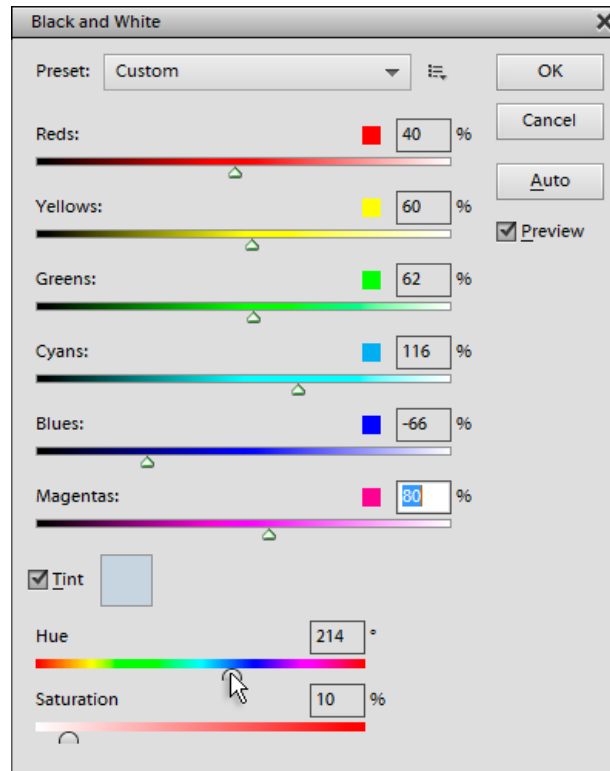 Black and White
Preset: Custom
OK
Cancel
Auto
Preview
Reds: 40 %
Yellows: 60 %
Greens: 62 %
Cyans: 116 %
Blues: -66 %
Magentas: 80 %
Tint
Hue 214 °
Saturation 10 %